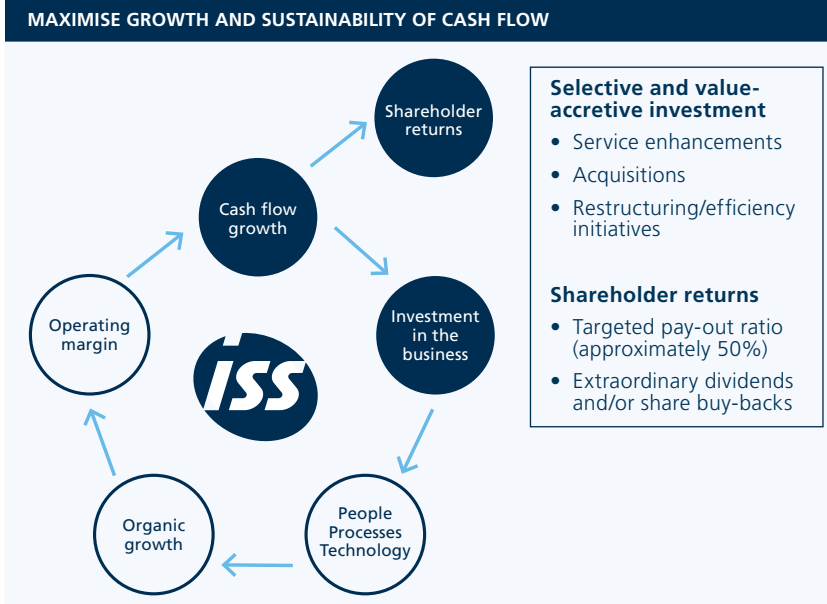 MAXIMISE GROWTH AND SUSTAINABILITY OF CASH FLOW
Shareholder
returns
Cash flow
growth
Operating
margin
Investment
in the
business
iss
Organic
growth
People
Processes
Technology
Selective and value-
accretive investment
• Service enhancements
• Acquisitions
• Restructuring/efficiency
initiatives
Shareholder returns
• Targeted pay-out ratio
(approximately 50%)
• Extraordinary dividends
and/or share buy-backs